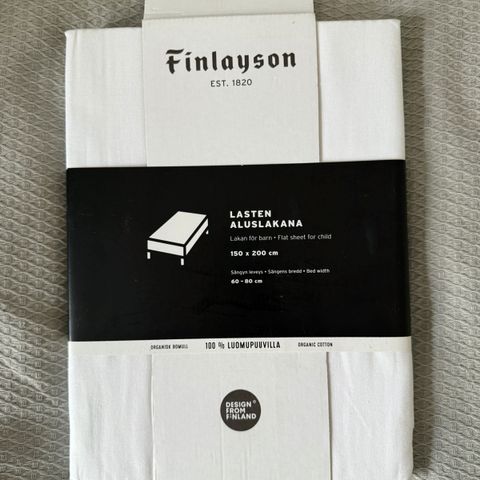 Finlayson
EST. 1820
LASTEN
ALUSLAKANA
Lakan för barn • Flat sheet for child
150 x 200 cm
Sängyn leveys • Sängens bredd • Bed width
60 - 80 cm
ORGANISK BOMULL 100 % LUOMUPUUVILLA ORGANIC COTTON
DESIGN
FROM
FINLAND